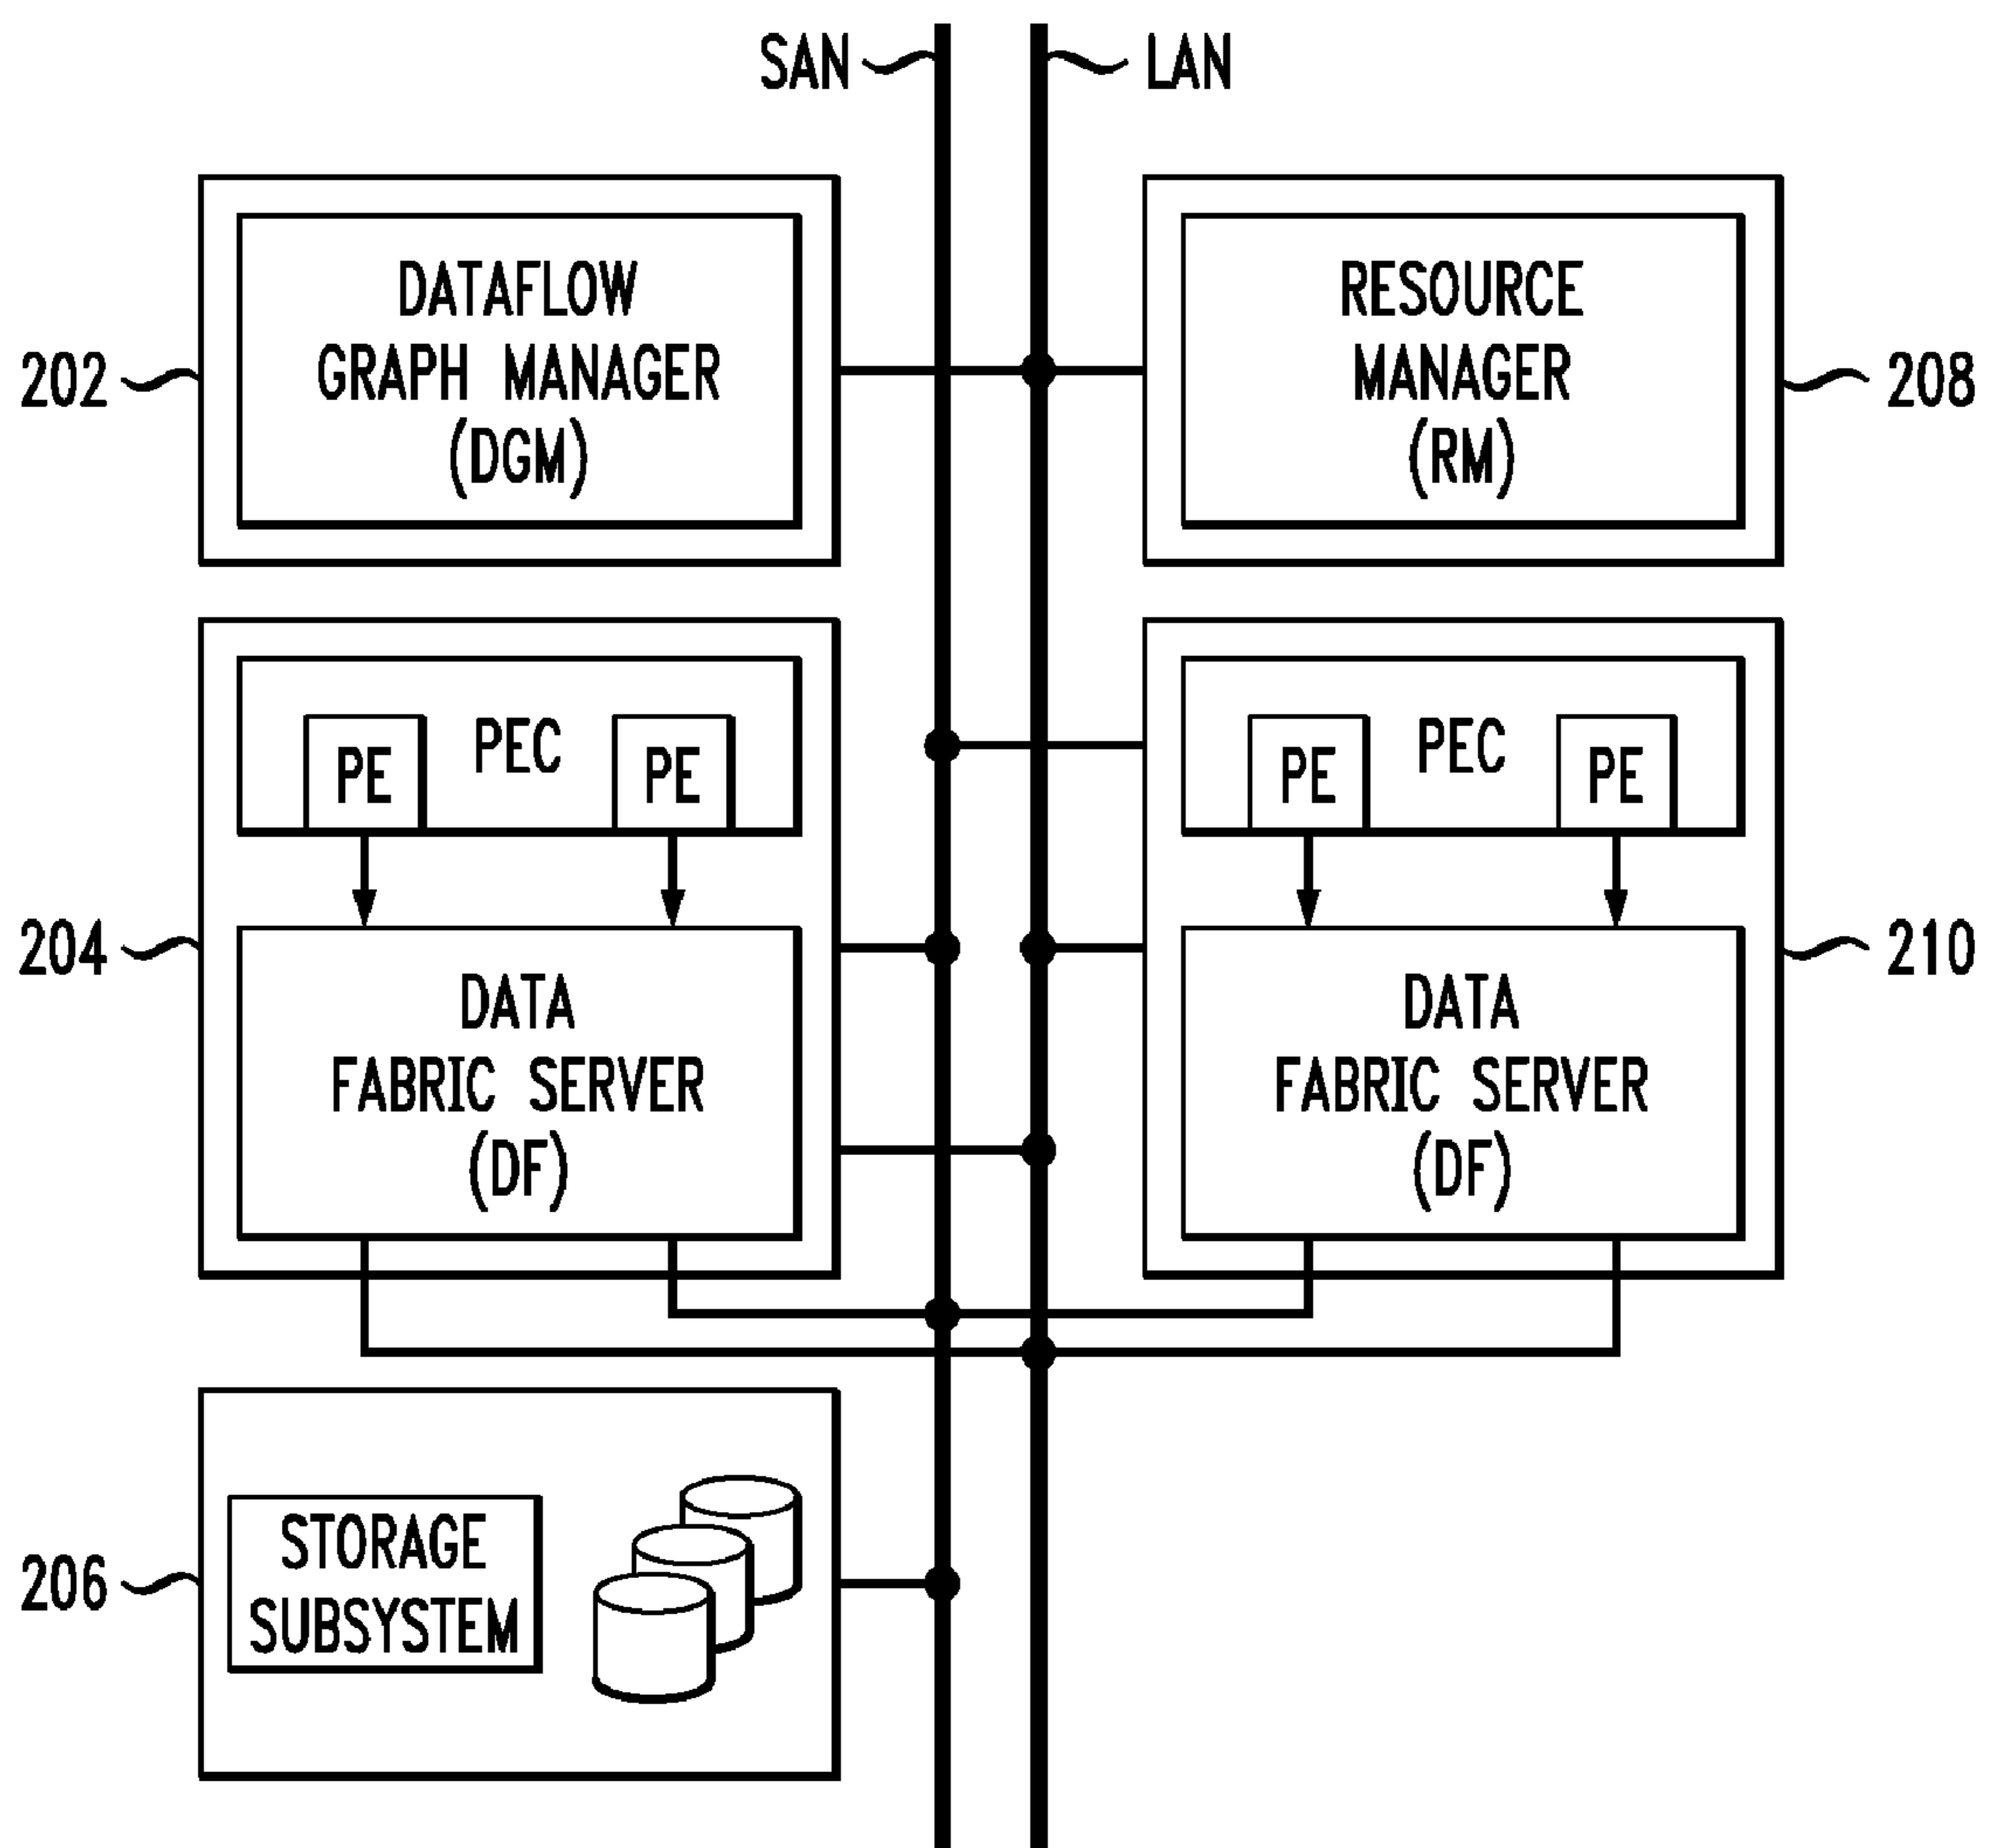 SAN
LAN
202
DATAFLOW
GRAPH MANAGER
(DGM)
RESOURCE
MANAGER
(RM)
208
204
PE
PEC
PE
DATA
FABRIC SERVER
(DF)
PE
PEC
PE
DATA
FABRIC SERVER
(DF)
210
206
STORAGE
SUBSYSTEM